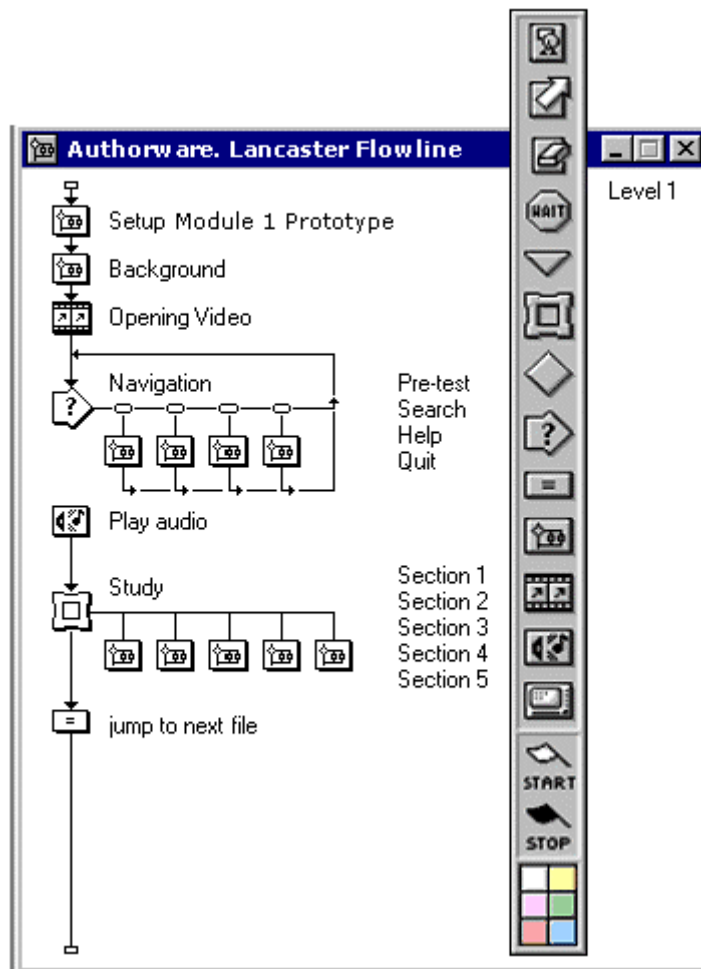 Authorware. Lancaster Flowline
Level 1
Setup Module 1 Prototype
Background
Opening Video
Navigation
?
Pre-test
Search
Help
Quit
Play audio
Study
Section 1
Section 2
Section 3
Section 4
Section 5
=
jump to next file
A
WAIT
?
=
START
STOP